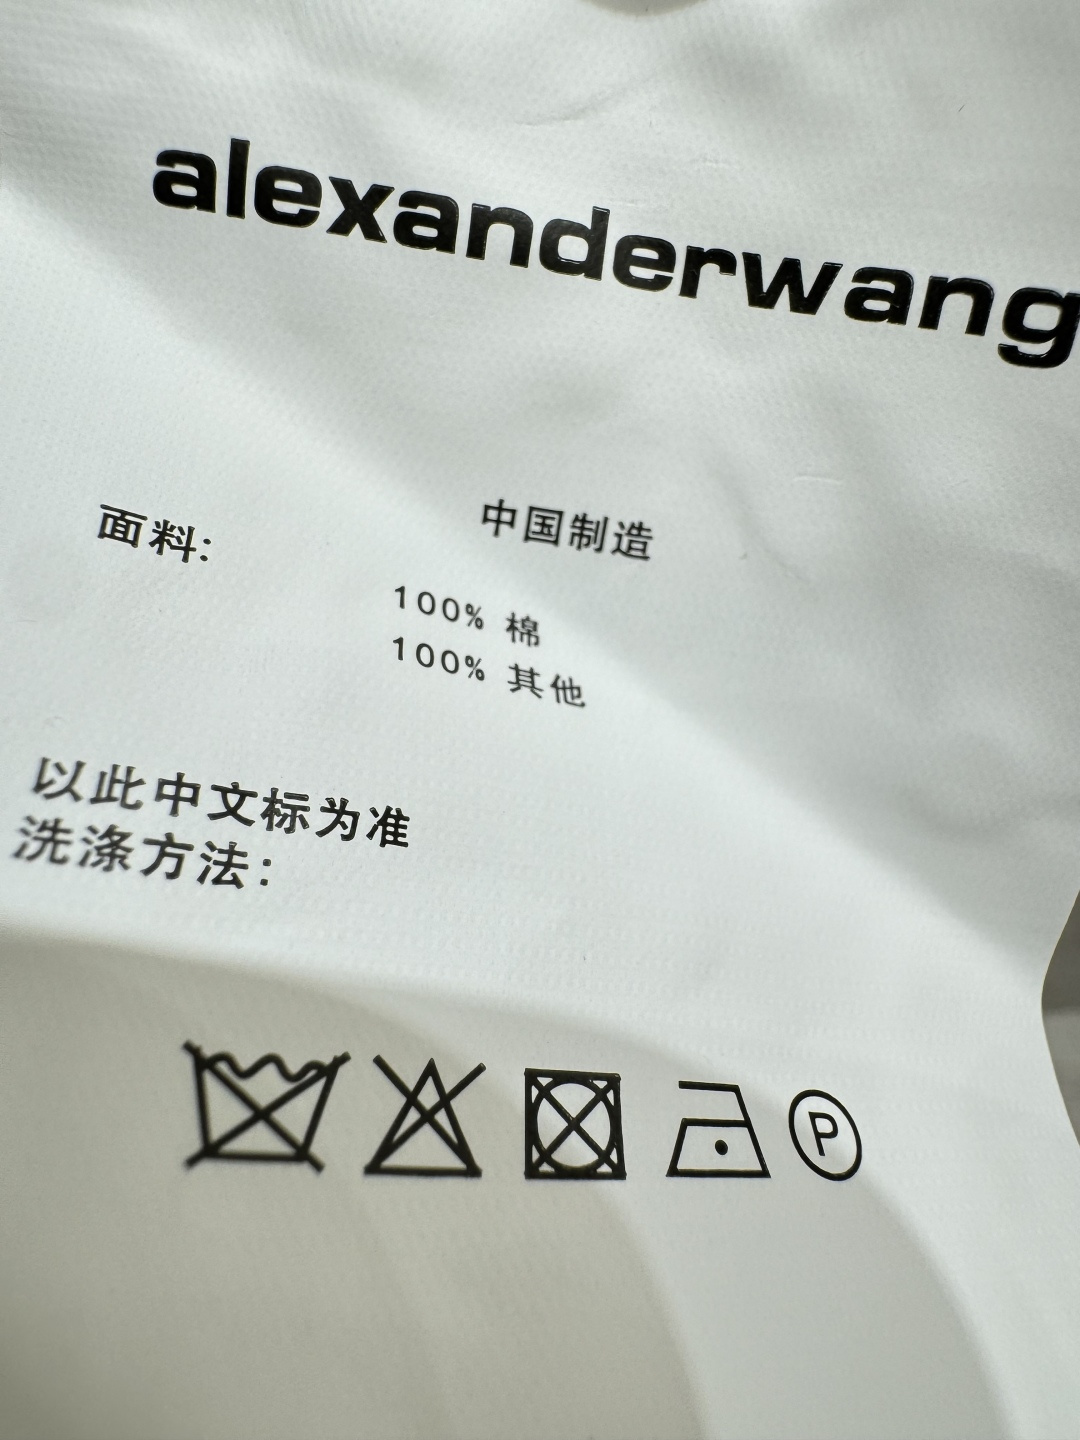 alexanderwang
中国制造
面料:
100% 棉
100% 其他
以此中文标为准
洗涤方法:
P